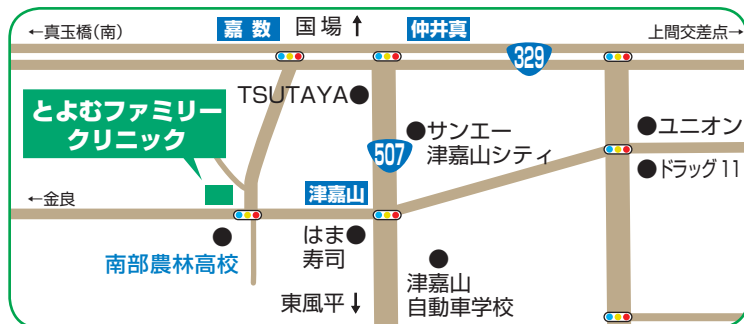 ←真玉橋(南)
嘉数
国場↑
仲井真
上間交差点→
329
とよむファミリー
クリニック
TSUTAYA●
●サンエー
津嘉山シティ
507
●ユニオン
●ドラッグ11
←金良
津嘉山
南部農林高校
はま●
寿司
津嘉山
自動車学校
東風平↓